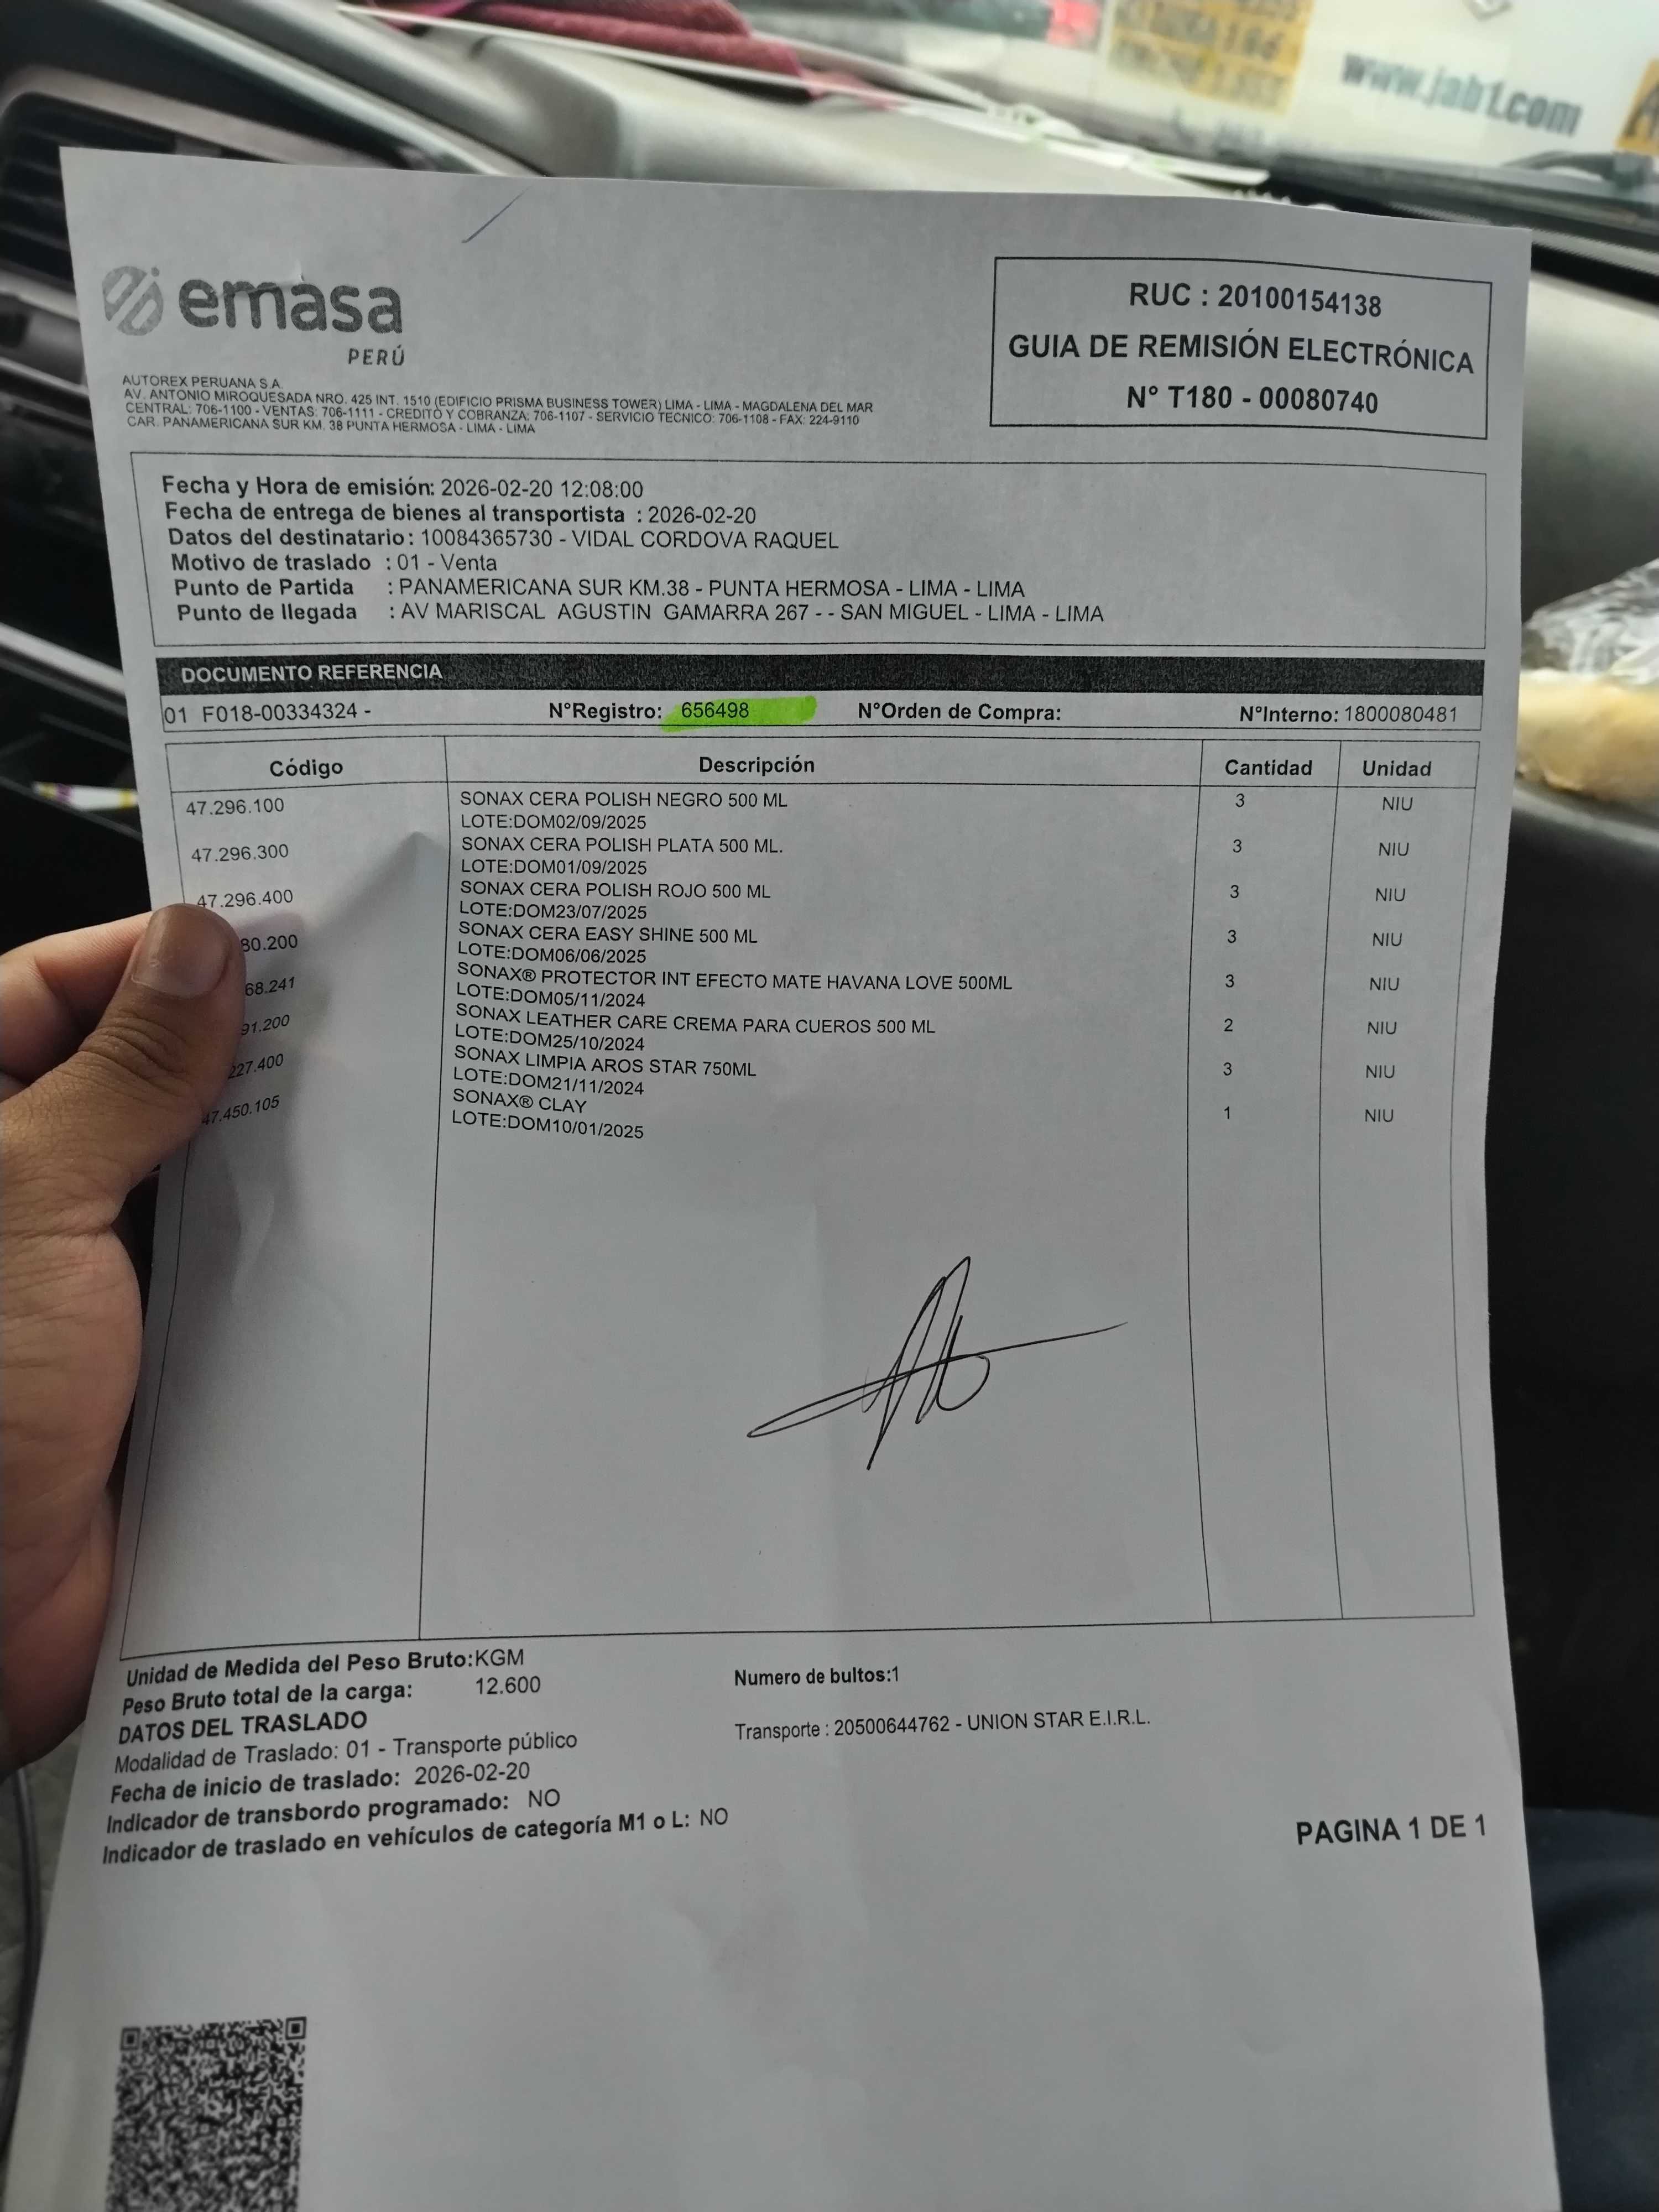 www.jab1.com
emasa
PERÚ
RUC : 20100154138
GUIA DE REMISIÓN ELECTRÓNICA
N° T180 - 00080740
AUTOREX PERUANA S.A.
AV. ANTONIO MIROQUESADA NRO. 425 INT. 1510 (EDIFICIO PRISMA BUSINESS TOWER) LIMA - LIMA - MAGDALENA DEL MAR
CENTRAL: 706-1100 - VENTAS: 706-1111 - CREDITO Y COBRANZA: 706-1107 - SERVICIO TECNICO: 706-1108 - FAX: 224-9110
CAR. PANAMERICANA SUR KM. 38 PUNTA HERMOSA - LIMA - LIMA
Fecha y Hora de emisión: 2026-02-20 12:08:00
Fecha de entrega de bienes al transportista : 2026-02-20
Datos del destinatario: 10084365730 - VIDAL CORDOVA RAQUEL
Motivo de traslado : 01 - Venta
Punto de Partida : PANAMERICANA SUR KM.38 - PUNTA HERMOSA - LIMA - LIMA
Punto de llegada : AV MARISCAL AGUSTIN GAMARRA 267 - - SAN MIGUEL - LIMA - LIMA
DOCUMENTO REFERENCIA
01 F018-00334324 - N°Registro: 656498 N°Orden de Compra: N°Interno: 1800080481
Código Descripción Cantidad Unidad
47.296.100 SONAX CERA POLISH NEGRO 500 ML 3 NIU
LOTE:DOM02/09/2025
47.296.300 SONAX CERA POLISH PLATA 500 ML. 3 NIU
LOTE:DOM01/09/2025
47.296.400 SONAX CERA POLISH ROJO 500 ML 3 NIU
LOTE:DOM23/07/2025
80.200 SONAX CERA EASY SHINE 500 ML 3 NIU
LOTE:DOM06/06/2025
68.241 SONAX® PROTECTOR INT EFECTO MATE HAVANA LOVE 500ML 3 NIU
LOTE:DOM05/11/2024
91.200 SONAX LEATHER CARE CREMA PARA CUEROS 500 ML 2 NIU
LOTE:DOM25/10/2024
227.400 SONAX LIMPIA AROS STAR 750ML 3 NIU
LOTE:DOM21/11/2024
47.450.105 SONAX® CLAY 1 NIU
LOTE:DOM10/01/2025
Unidad de Medida del Peso Bruto:KGM
Peso Bruto total de la carga: 12.600 Numero de bultos:1
DATOS DEL TRASLADO
Modalidad de Traslado: 01 - Transporte público Transporte : 20500644762 - UNION STAR E.I.R.L.
Fecha de inicio de traslado: 2026-02-20
Indicador de transbordo programado: NO
Indicador de traslado en vehículos de categoría M1 o L: NO
PAGINA 1 DE 1